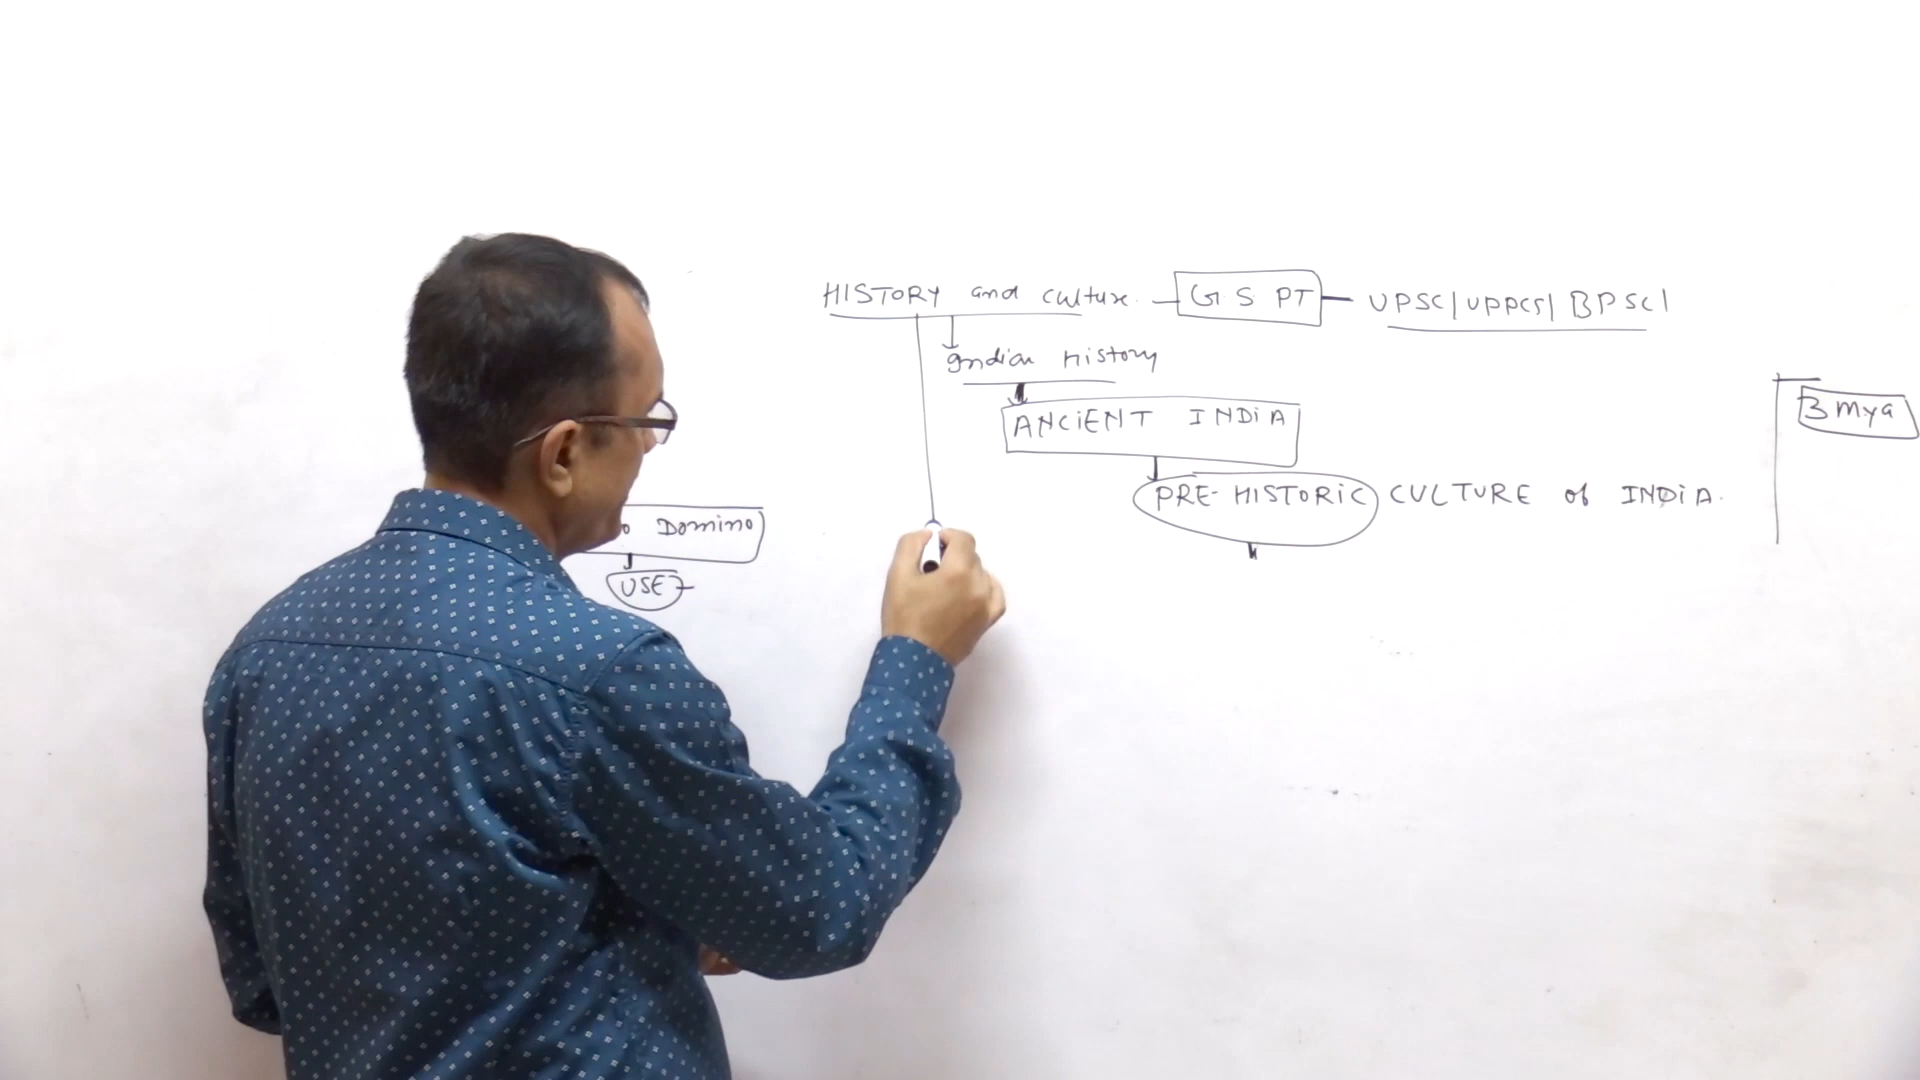 HISTORY and culture. — G.S PT — UPSC/UPPCS/BPSC/
Indian History
ANCIENT INDIA
3 mya
PRE-HISTORIC CULTURE of INDIA.
Domino
USE